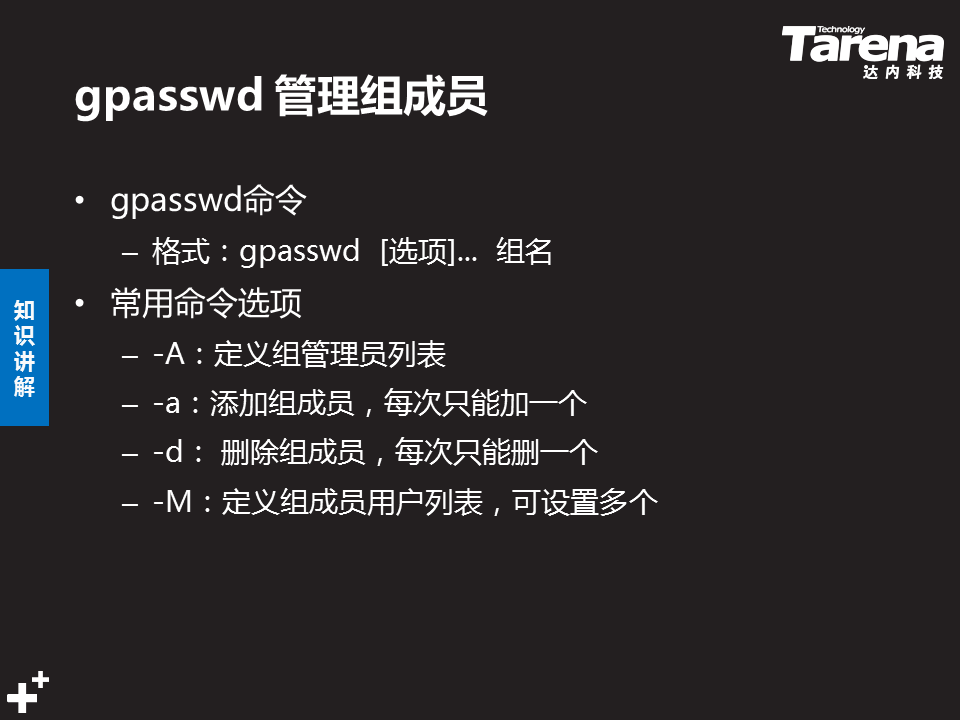 Technology
Tarena
达内科技
gpasswd 管理组成员
• gpasswd命令
– 格式：gpasswd [选项]... 组名
• 常用命令选项
– -A：定义组管理员列表
– -a：添加组成员，每次只能加一个
– -d： 删除组成员，每次只能删一个
– -M：定义组成员用户列表，可设置多个
知识讲解